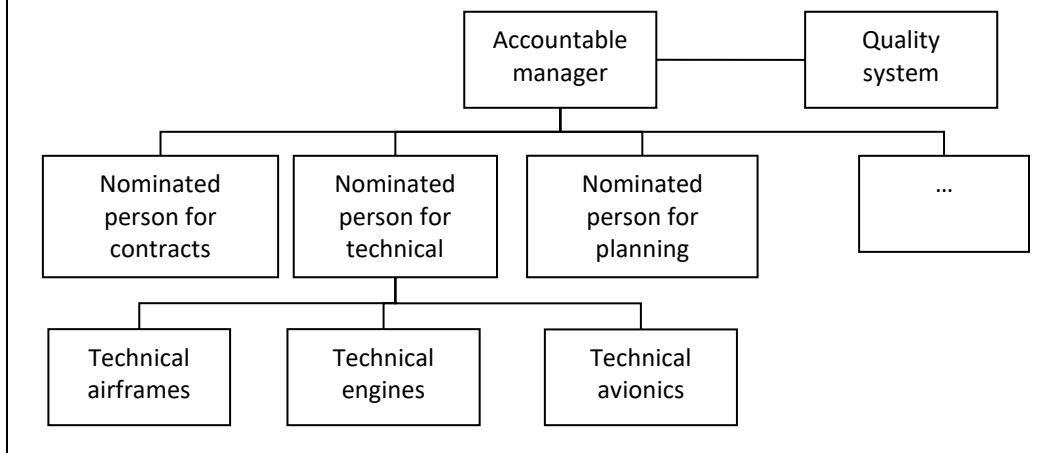 Accountable
manager
Quality
system
Nominated
person for
contracts
Nominated
person for
technical
Nominated
person for
planning
...
Technical
airframes
Technical
engines
Technical
avionics